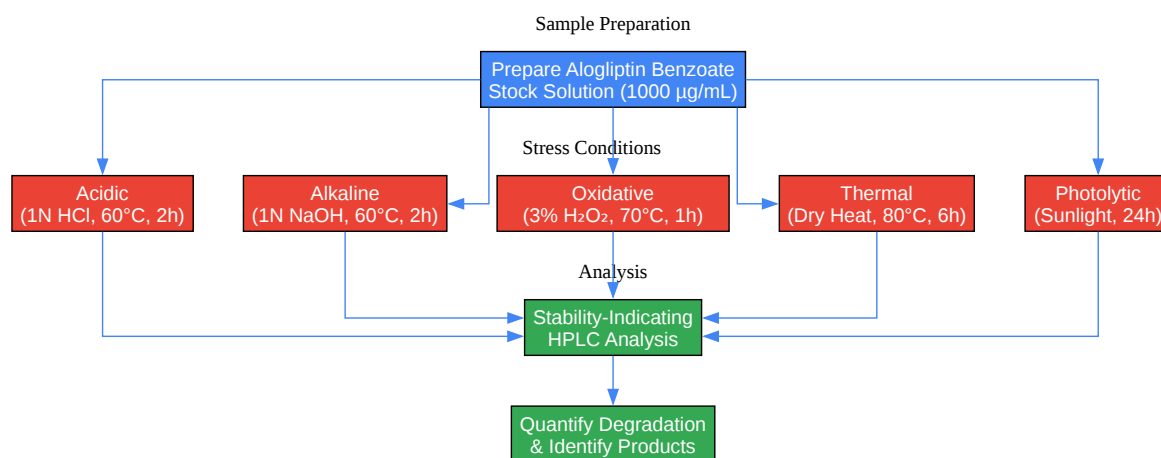 Sample Preparation
Prepare Alogliptin Benzoate
Stock Solution (1000 µg/mL)
Stress Conditions
Acidic
(1N HCl, 60°C, 2h)
Alkaline
(1N NaOH, 60°C, 2h)
Oxidative
(3% H₂O₂, 70°C, 1h)
Thermal
(Dry Heat, 80°C, 6h)
Photolytic
(Sunlight, 24h)
Analysis
Stability-Indicating
HPLC Analysis
Quantify Degradation
& Identify Products